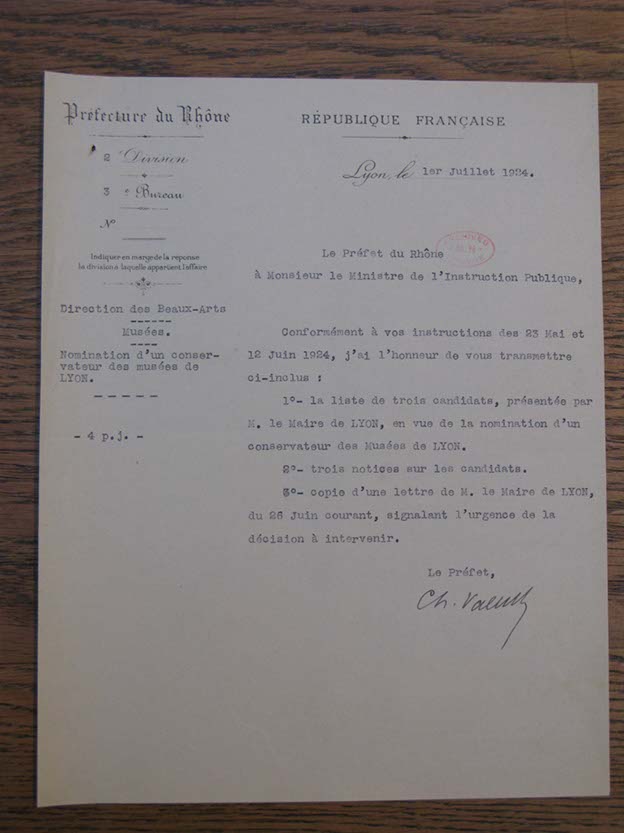 Préfecture du Rhône
2e Division
3e Bureau
No
Indiquer en marge de la réponse
la division à laquelle appartient l'affaire
Direction des Beaux-Arts
------
Musées.
----
Nomination d'un conser-
vateur des musées de
LYON.
- - - - -
- 4 p.j. -
RÉPUBLIQUE FRANÇAISE
Lyon, le 1er Juillet 1924.
Le Préfet du Rhône
à Monsieur le Ministre de l'Instruction Publique,
Conformément à vos instructions des 23 Mai et
12 Juin 1924, j'ai l'honneur de vous transmettre
ci-inclus :
1°- la liste de trois candidats, présentée par
M. le Maire de LYON, en vue de la nomination d'un
conservateur des Musées de LYON.
2°- trois notices sur les candidats.
3°- copie d'une lettre de M. le Maire de LYON,
du 26 Juin courant, signalant l'urgence de la
décision à intervenir.
Le Préfet,
Ch.